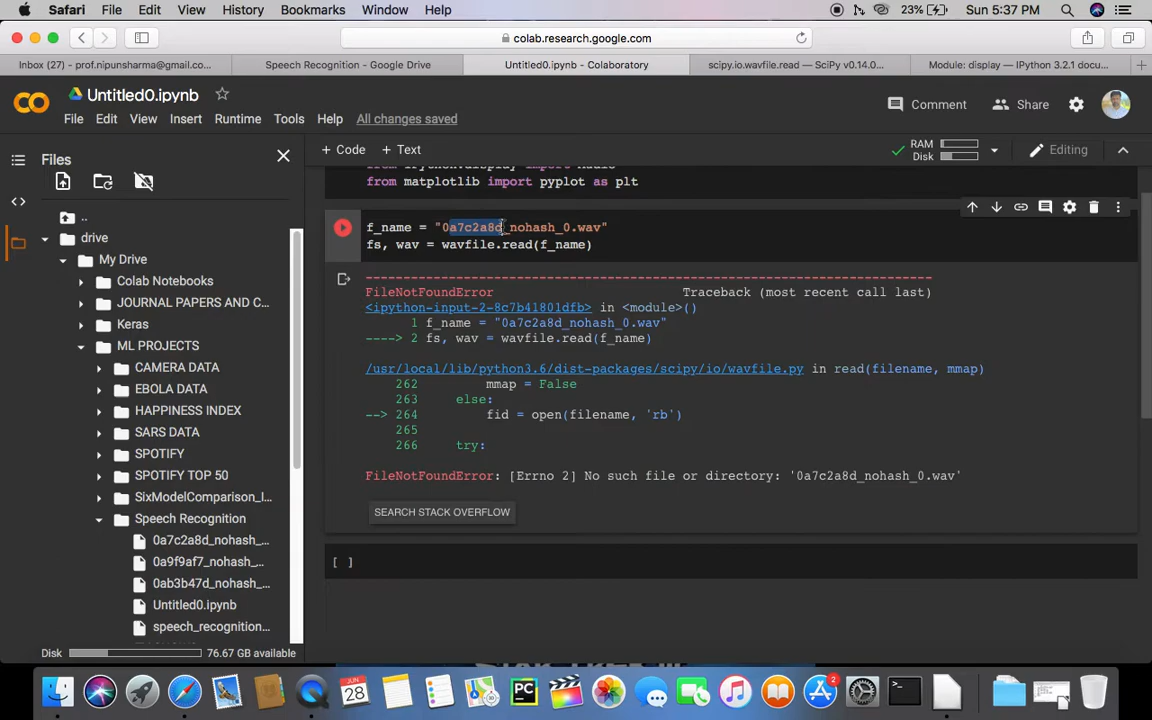 Safari File Edit View History Bookmarks Window Help 23% Sun 5:37 PM
colab.research.google.com
Inbox (27) - prof.nipunsharma@gmail.co... Speech Recognition - Google Drive Untitled0.ipynb - Colaboratory scipy.io.wavfile.read — SciPy v0.14.0... Module: display — IPython 3.2.1 docu...
Untitled0.ipynb
Comment Share
File Edit View Insert Runtime Tools Help All changes saved
+ Code + Text RAM Disk Editing
Files
..
drive
My Drive
Colab Notebooks
JOURNAL PAPERS AND C...
Keras
ML PROJECTS
CAMERA DATA
EBOLA DATA
HAPPINESS INDEX
SARS DATA
SPOTIFY
SPOTIFY TOP 50
SixModelComparison_I...
Speech Recognition
0a7c2a8d_nohash_...
0a9f9af7_nohash_...
0ab3b47d_nohash_...
Untitled0.ipynb
speech_recognition...
Disk 76.67 GB available
from matplotlib import pyplot as plt
f_name = "0a7c2a8d_nohash_0.wav"
fs, wav = wavfile.read(f_name)
---------------------------------------------------------------------------
FileNotFoundError Traceback (most recent call last)
<ipython-input-2-8c7b41801dfb> in <module>()
1 f_name = "0a7c2a8d_nohash_0.wav"
----> 2 fs, wav = wavfile.read(f_name)
/usr/local/lib/python3.6/dist-packages/scipy/io/wavfile.py in read(filename, mmap)
262 mmap = False
263 else:
--> 264 fid = open(filename, 'rb')
265
266 try:
FileNotFoundError: [Errno 2] No such file or directory: '0a7c2a8d_nohash_0.wav'
SEARCH STACK OVERFLOW
[ ]
JUN
28
PC
2